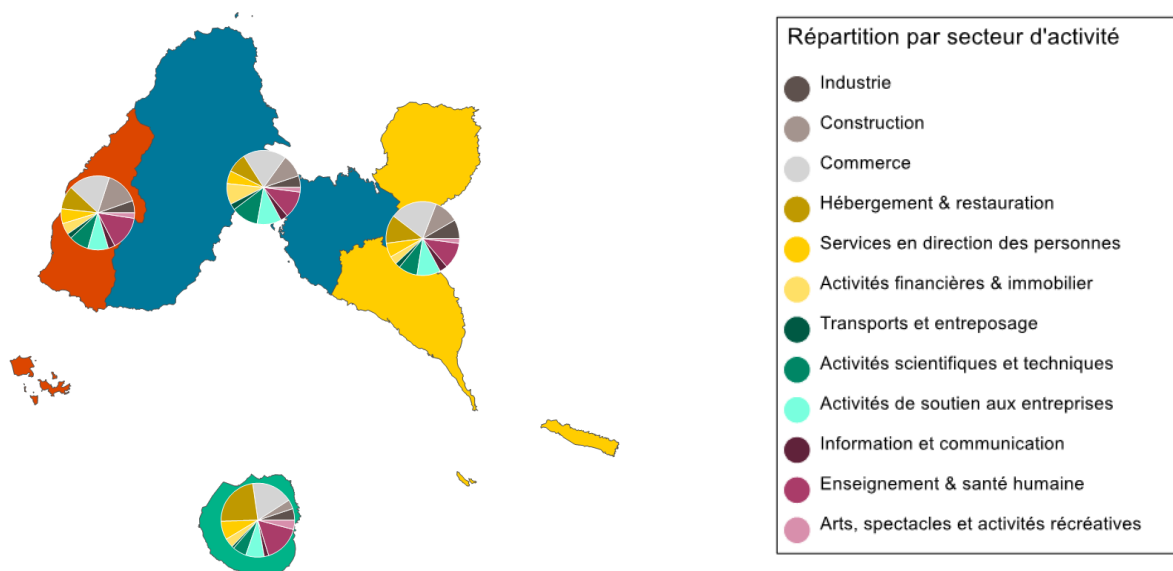 Répartition par secteur d'activité
Industrie
Construction
Commerce
Hébergement & restauration
Services en direction des personnes
Activités financières & immobilier
Transports et entreposage
Activités scientifiques et techniques
Activités de soutien aux entreprises
Information et communication
Enseignement & santé humaine
Arts, spectacles et activités récréatives